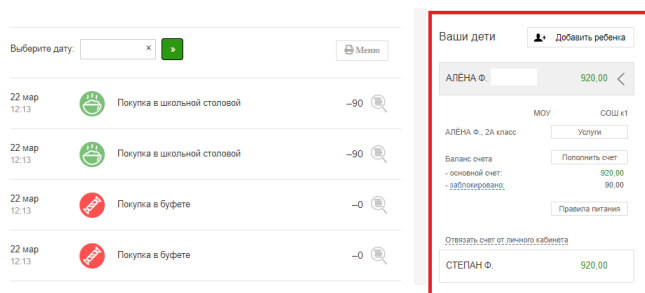 Выберите дату: × »
Меню
22 мар
12:13
Покупка в школьной столовой
–90
22 мар
12:13
Покупка в школьной столовой
–90
22 мар
12:13
Покупка в буфете
–0
22 мар
12:13
Покупка в буфете
–0
Ваши дети
Добавить ребенка
АЛЁНА Ф. 920,00
МОУ СОШ к1
АЛЁНА Ф., 2А класс
Услуги
Баланс счета
Пополнить счет
- основной счет: 920,00
- заблокировано: 90,00
Правила питания
Отвязать счет от личного кабинета
СТЕПАН Ф. 920,00